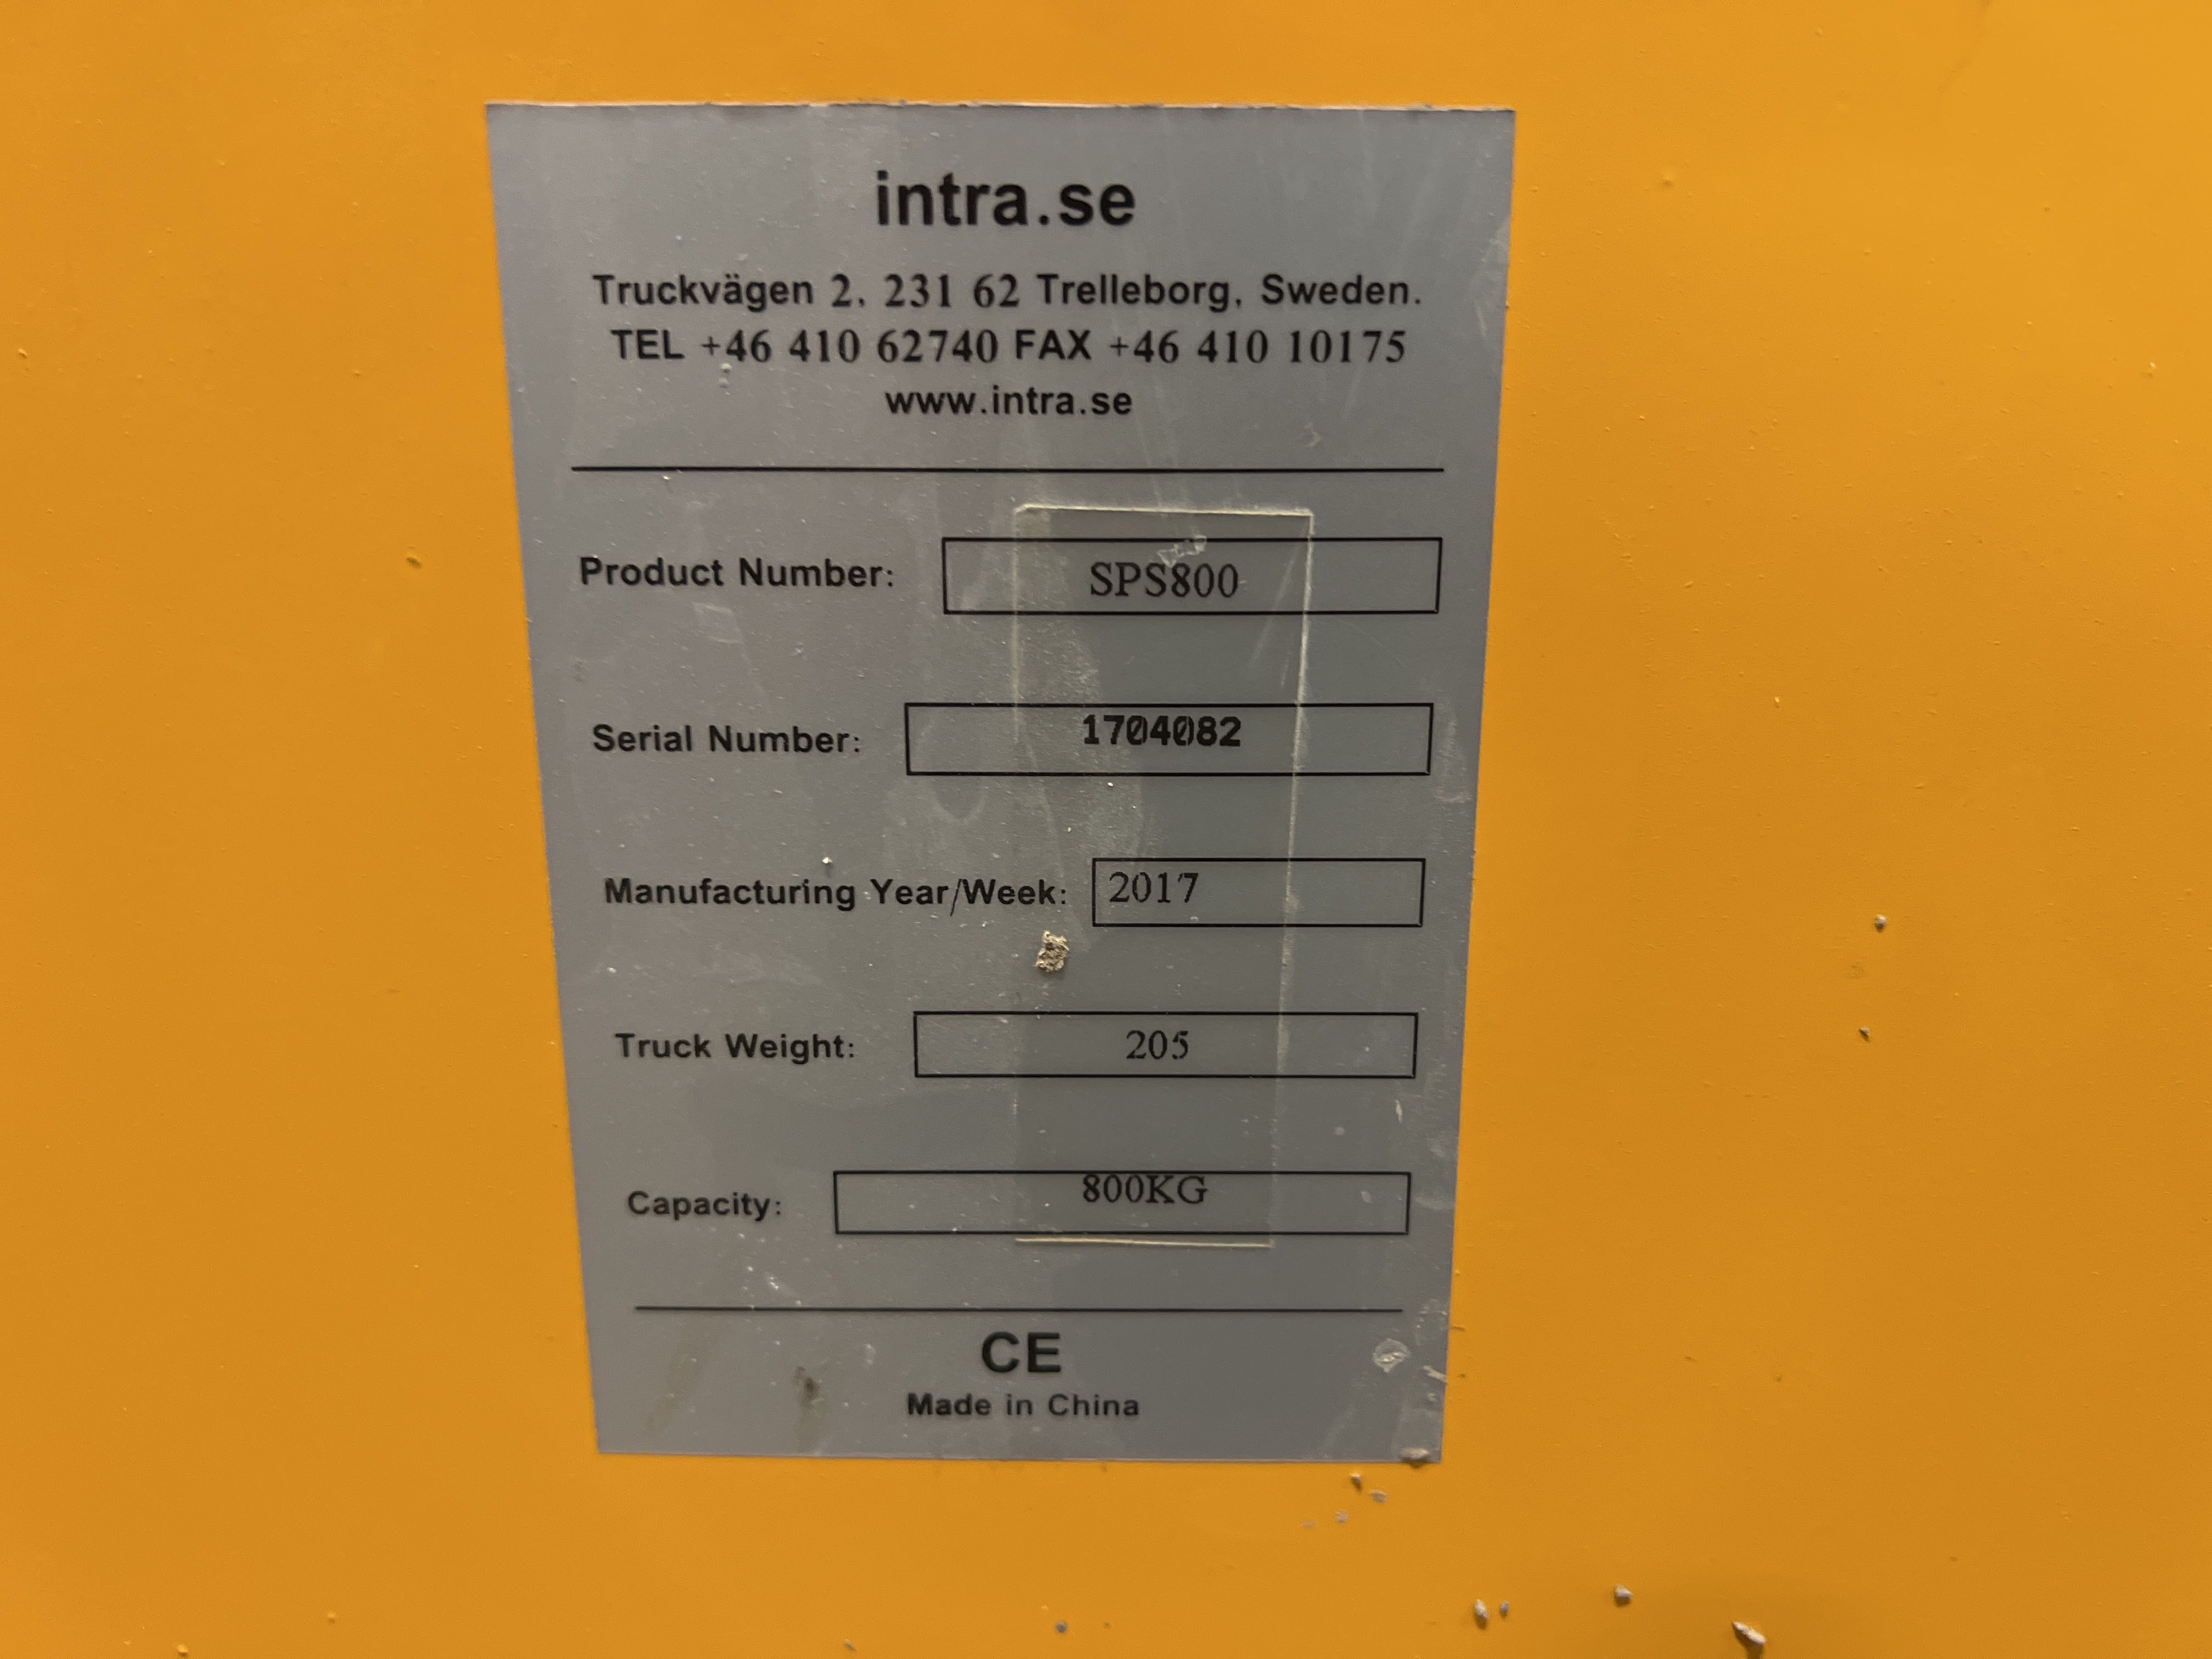 intra.se
Truckvägen 2, 231 62 Trelleborg, Sweden.
TEL +46 410 62740 FAX +46 410 10175
www.intra.se
Product Number: SPS800
Serial Number: 1704082
Manufacturing Year/Week: 2017
Truck Weight: 205
Capacity: 800KG
CE
Made in China